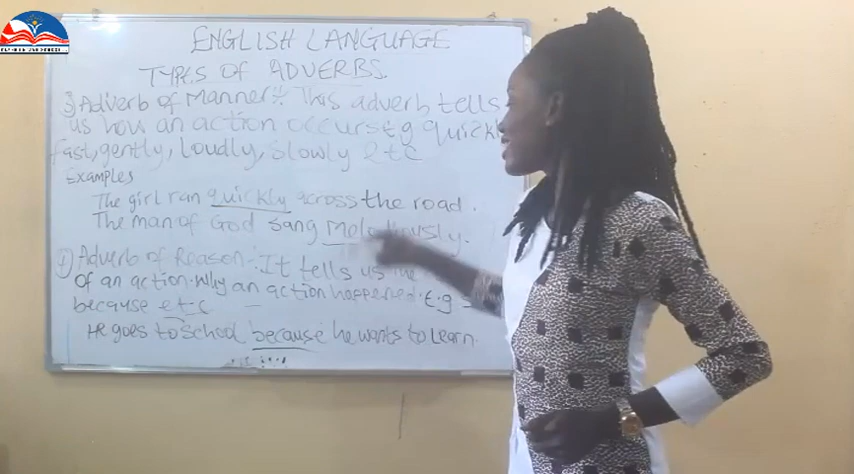 ENGLISH LANGUAGE
TYPES OF ADVERBS.
3) Adverb of Manner:- This adverb tells
us how an action occurs E.g quickl
fast, gently, Loudly, Slowly etc
Examples
The girl ran quickly across the road.
The man of God sang Melodiously.
Adverb of Reason:- It tells us the
of an action. Why an action happened. E.g
because etc
He goes to school because he wants to Learn.